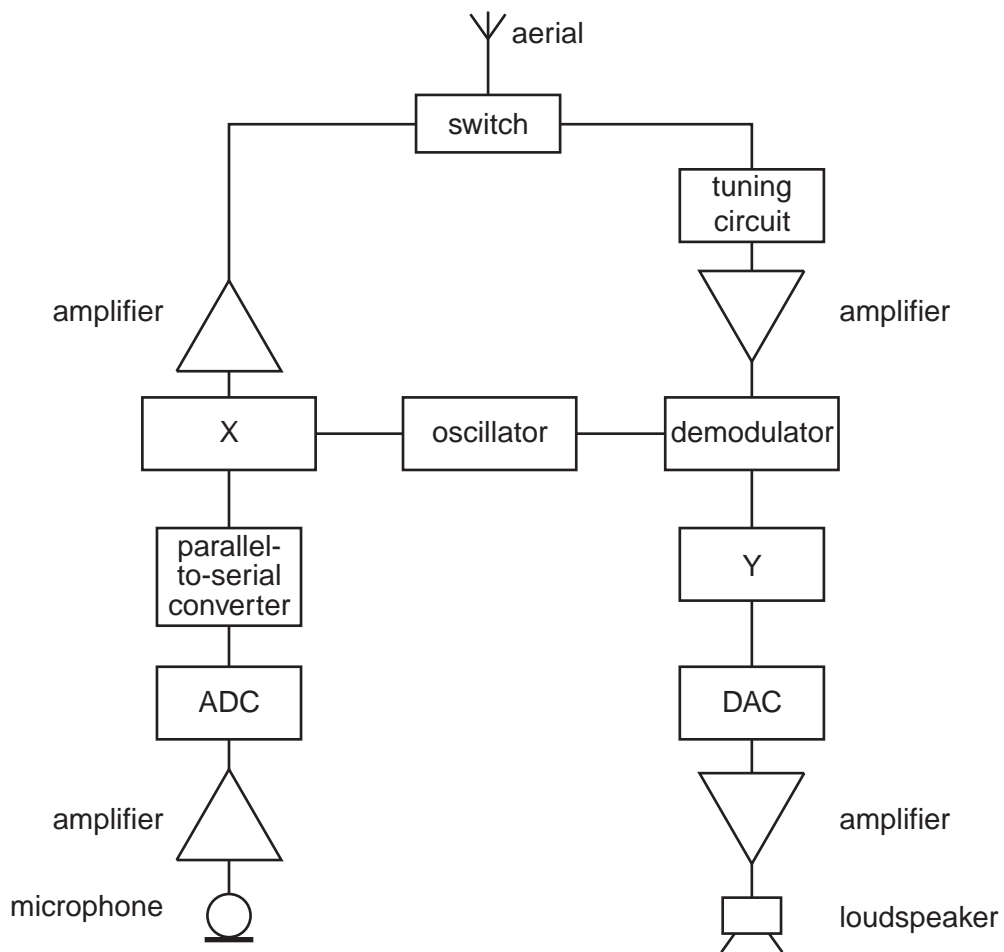 aerial
switch
tuning
circuit
amplifier
amplifier
X
oscillator
demodulator
parallel-
to-serial
converter
Y
ADC
DAC
amplifier
amplifier
microphone
loudspeaker